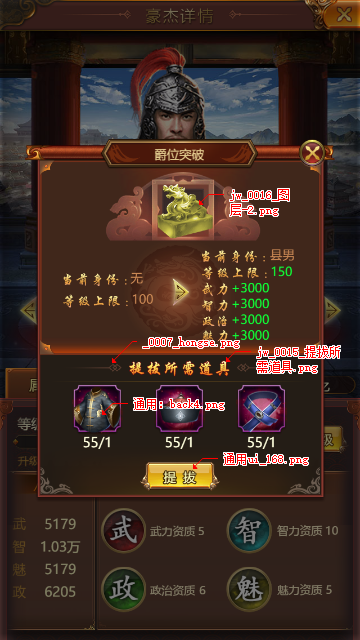 豪杰详情
爵位突破
jw_0016_图
层-2.png
当前身份：无
等级上限：100
当前身份：县男
等级上限：150
武力 +3000
智力 +3000
政治 +3000
魅力 +3000
_0007_hongse.png
jw_0015_提拔所
需道具.png
提拔所需道具
通用：back4.png
55/1
55/1
55/1
通用ui_168.png
提拔
等级
级
升级
武 5179
武 武力资质 5
智 智力资质 10
智 1.03万
魅 5179
政 6205
政 政治资质 6
魅 魅力资质 5